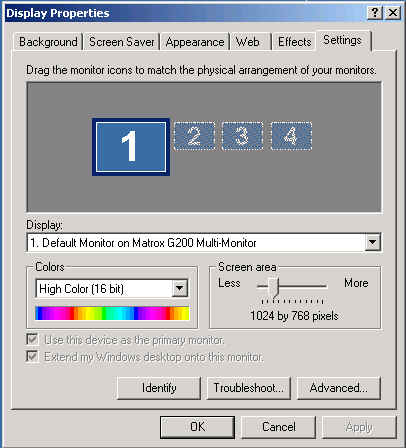 Display Properties
Background Screen Saver Appearance Web Effects Settings
Drag the monitor icons to match the physical arrangement of your monitors.
1 2 3 4
Display:
1. Default Monitor on Matrox G200 Multi-Monitor
Colors
High Color (16 bit)
Screen area
Less More
1024 by 768 pixels
Use this device as the primary monitor.
Extend my Windows desktop onto this monitor.
Identify Troubleshoot... Advanced...
OK Cancel Apply